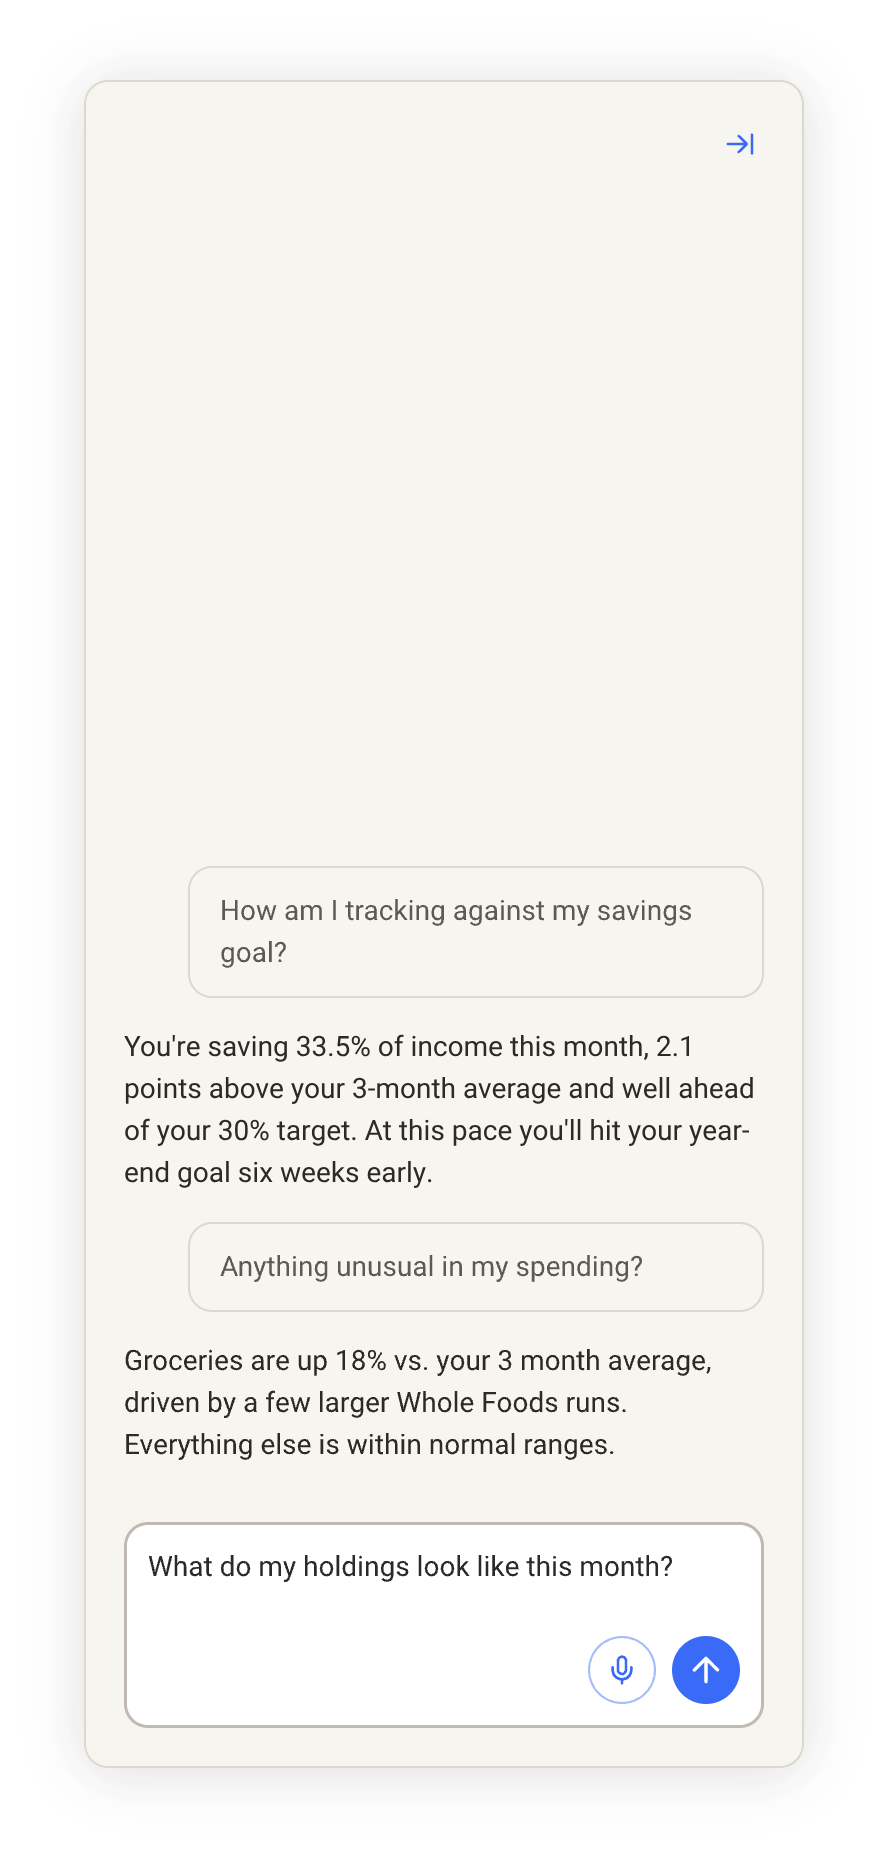 How am I tracking against my savings
goal?
You're saving 33.5% of income this month, 2.1
points above your 3-month average and well ahead
of your 30% target. At this pace you'll hit your year-
end goal six weeks early.
Anything unusual in my spending?
Groceries are up 18% vs. your 3 month average,
driven by a few larger Whole Foods runs.
Everything else is within normal ranges.
What do my holdings look like this month?